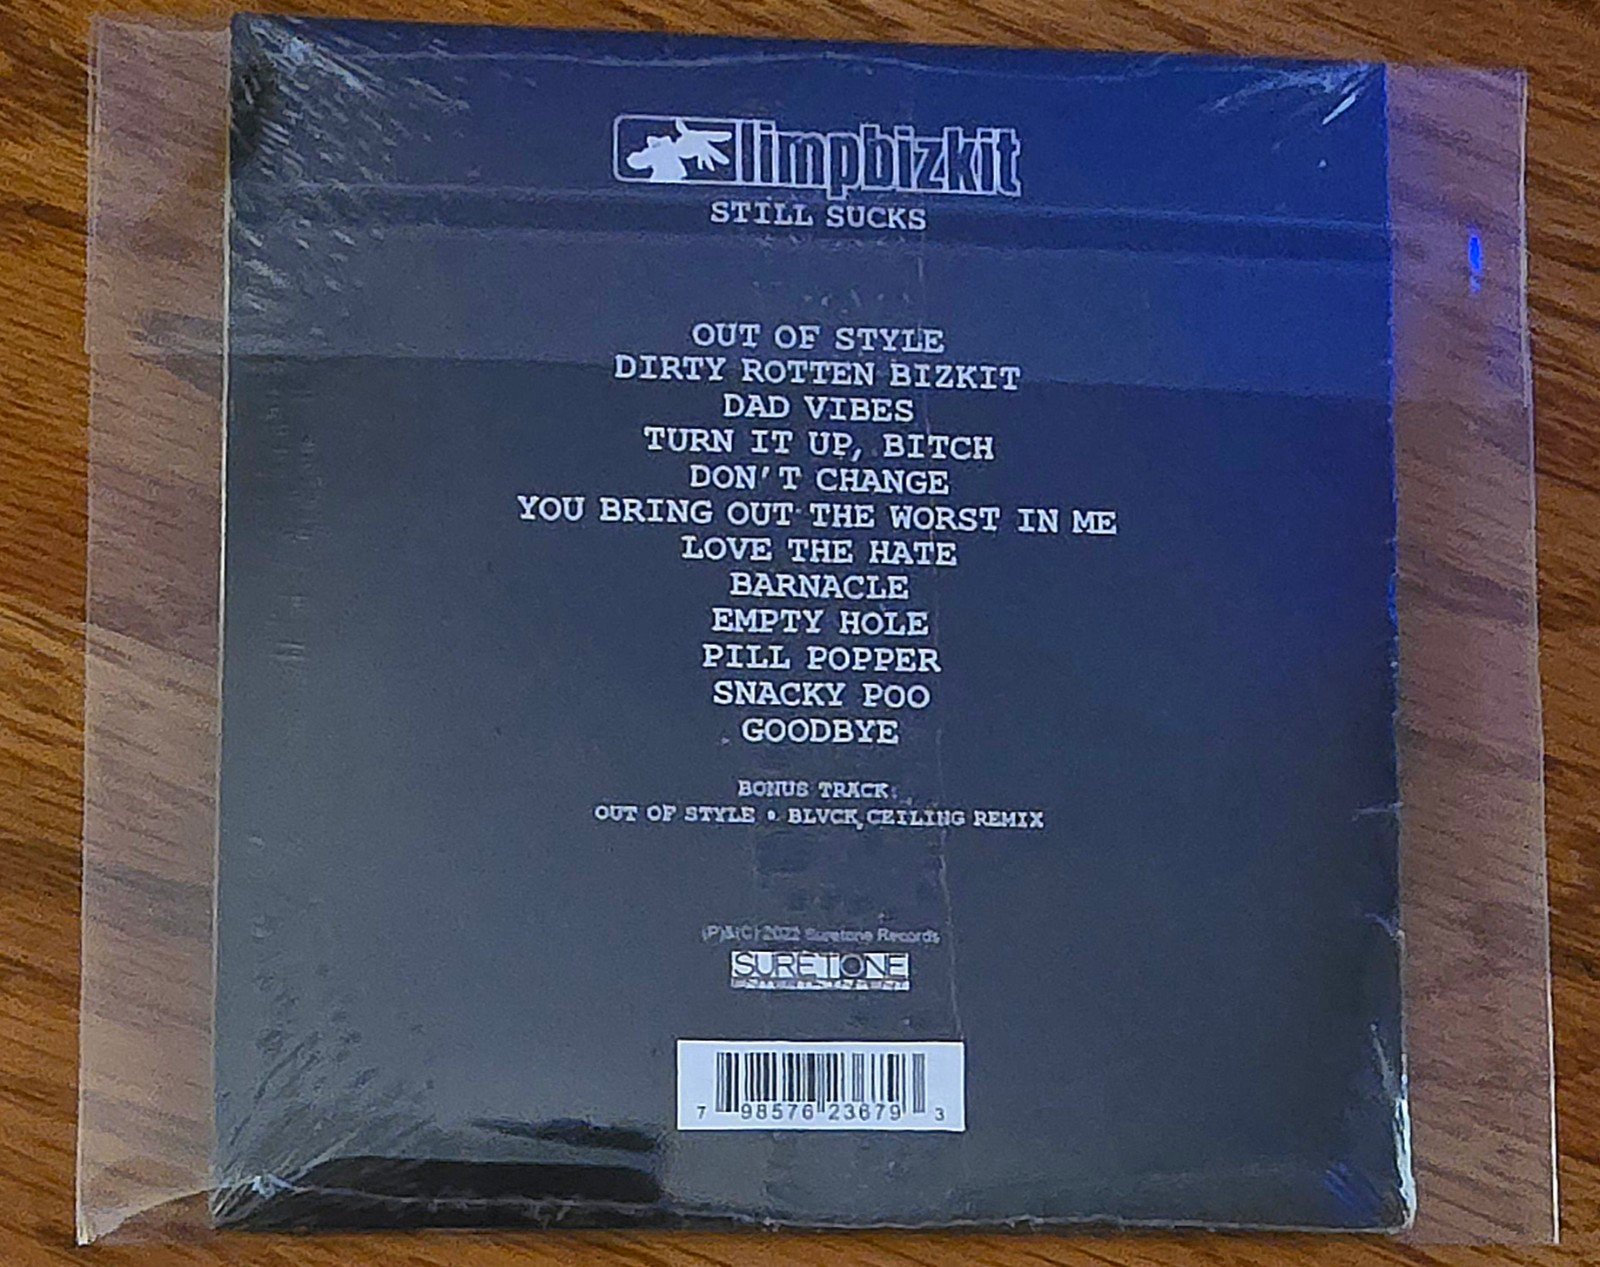 limpbizkit
STILL SUCKS
OUT OF STYLE
DIRTY ROTTEN BIZKIT
DAD VIBES
TURN IT UP, BITCH
DON'T CHANGE
YOU BRING OUT THE WORST IN ME
LOVE THE HATE
BARNACLE
EMPTY HOLE
PILL POPPER
SNACKY POO
GOODBYE
BONUS TRACK:
OUT OF STYLE • BLVCK CEILING REMIX
(P)&(C) 2022 Suretone Records
SURETONE
ENTERTAINMENT
7 98576 23679 3